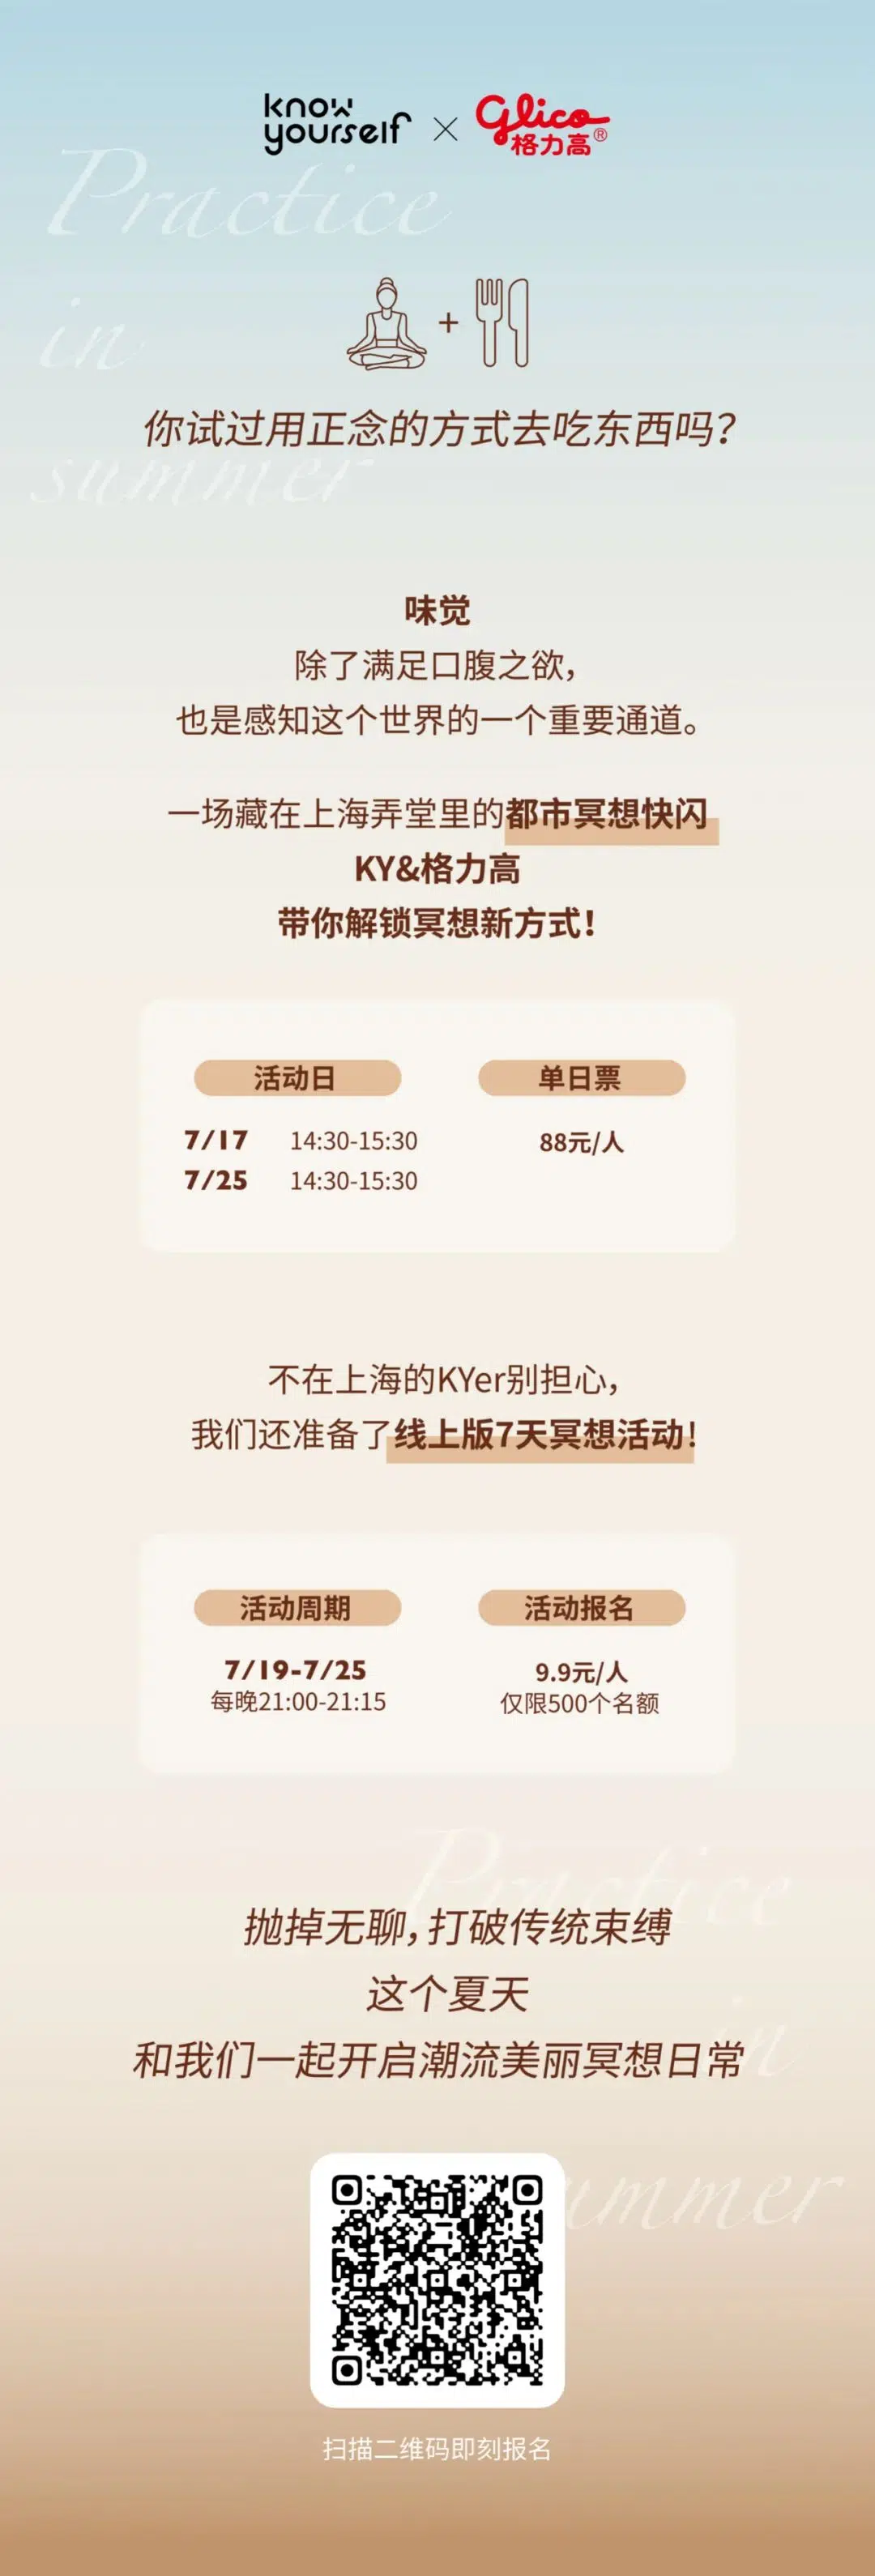 know
yourself
×
Glico
格力高®
Practice
in
summer
+
你试过用正念的方式去吃东西吗？
味觉
除了满足口腹之欲，
也是感知这个世界的一个重要通道。
一场藏在上海弄堂里的都市冥想快闪
KY&格力高
带你解锁冥想新方式！
活动日
单日票
7/17 14:30-15:30
88元/人
7/25 14:30-15:30
不在上海的KYer别担心，
我们还准备了线上版7天冥想活动！
活动周期
活动报名
7/19-7/25
9.9元/人
每晚21:00-21:15
仅限500个名额
Practice
抛掉无聊，打破传统束缚
这个夏天
in
和我们一起开启潮流美丽冥想日常
ummer
扫描二维码即刻报名